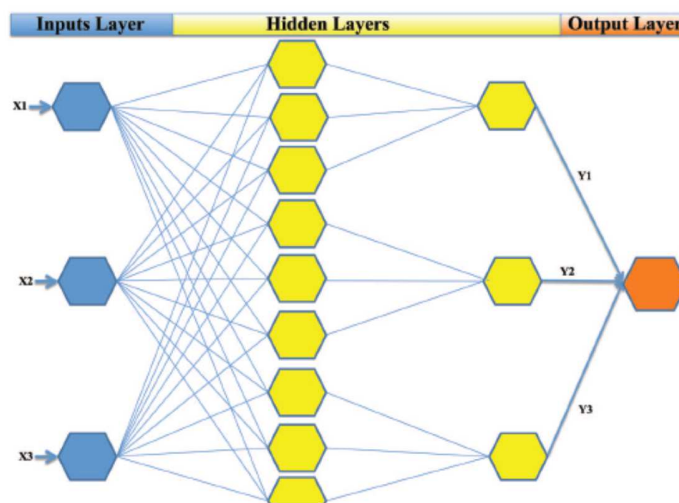 Inputs Layer
Hidden Layers
Output Layer
X1
Y1
X2
Y2
Y3
X3